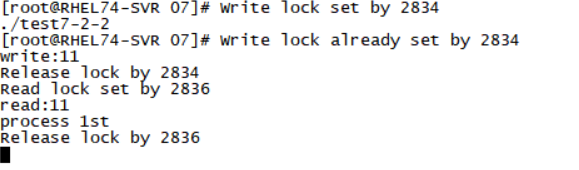 [root@RHEL74-SVR 07]# Write lock set by 2834
./test7-2-2
[root@RHEL74-SVR 07]# Write lock already set by 2834
write:11
Release lock by 2834
Read lock set by 2836
read:11
process 1st
Release lock by 2836